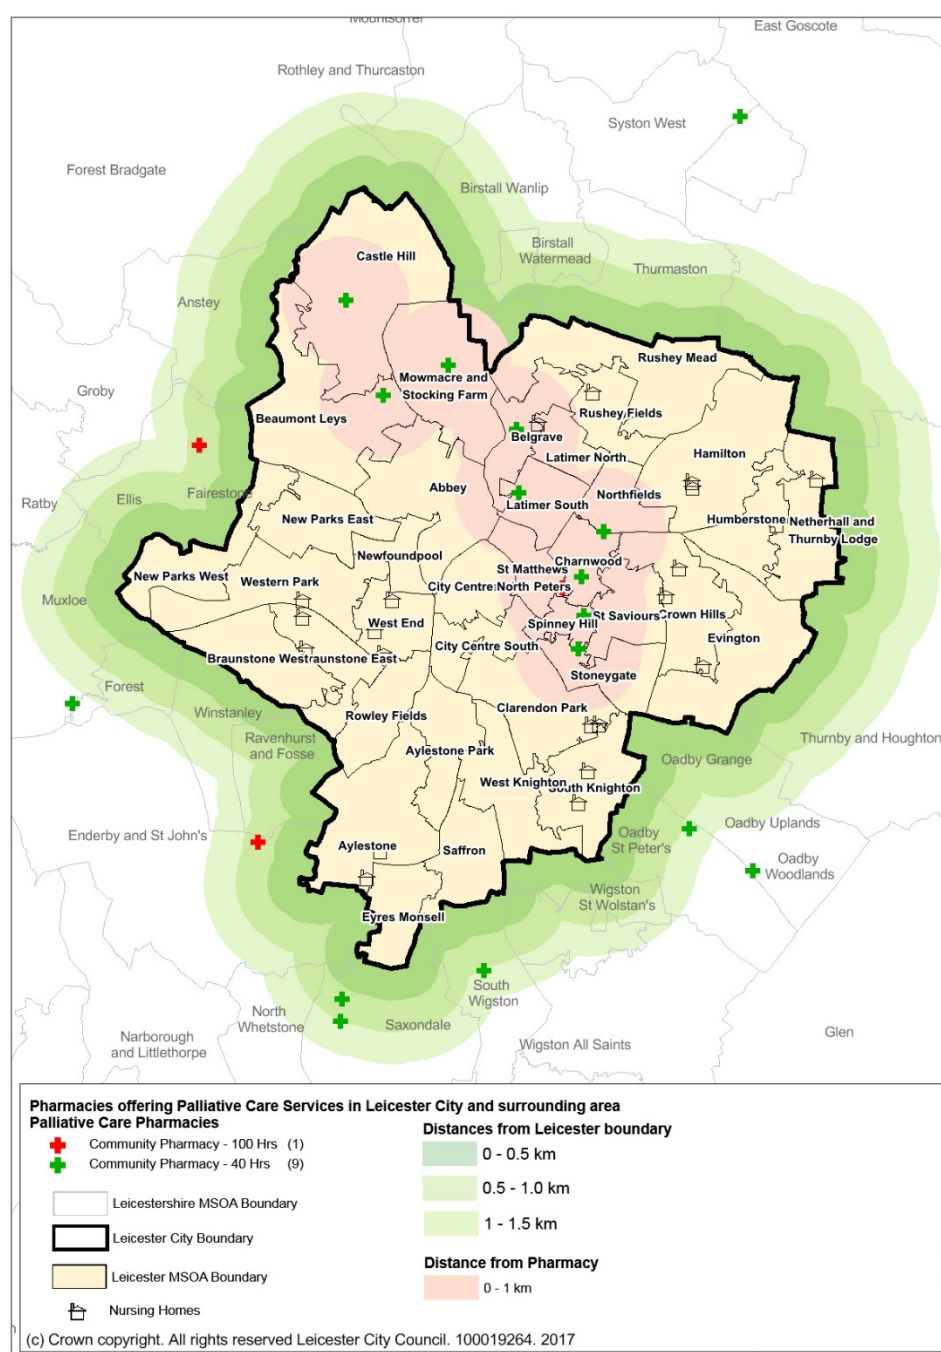 Mountsorrel
East Goscote
Rothley and Thurcaston
Syston West
Forest Bradgate
Birstall Wanlip
Birstall
Watermead
Castle Hill
Thurmaston
Anstey
Rushey Mead
Mowmacre and
Stocking Farm
Groby
Beaumont Leys
Rushey Fields
Belgrave
Latimer North
Hamilton
Abbey
Ratby
Ellis
Fairestone
Northfields
Latimer South
New Parks East
Humberstone
Netherhall and
Thurnby Lodge
Newfoundpool
Charnwood
St Matthews
New Parks West
Western Park
City Centre North
St Peters
Muxloe
West End
Spinney Hill
St Saviours
Crown Hills
Evington
City Centre South
Braunstone West
Braunstone East
Stoneygate
Forest
Winstanley
Rowley Fields
Clarendon Park
Ravenhurst
and Fosse
Aylestone Park
Thurnby and Houghton
Oadby Grange
West Knighton
South Knighton
Enderby and St John's
Oadby Uplands
Oadby
St Peter's
Aylestone
Saffron
Oadby
Woodlands
Wigston
St Wolstan's
Eyres Monsell
South
Wigston
North
Whetstone
Saxondale
Glen
Narborough
and Littlethorpe
Wigston All Saints
Pharmacies offering Palliative Care Services in Leicester City and surrounding area
Palliative Care Pharmacies
Community Pharmacy - 100 Hrs (1)
Community Pharmacy - 40 Hrs (9)
Leicestershire MSOA Boundary
Leicester City Boundary
Leicester MSOA Boundary
Nursing Homes
Distances from Leicester boundary
0 - 0.5 km
0.5 - 1.0 km
1 - 1.5 km
Distance from Pharmacy
0 - 1 km
(c) Crown copyright. All rights reserved Leicester City Council. 100019264. 2017